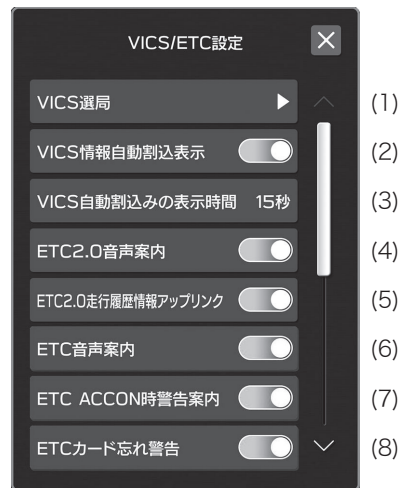 VICS/ETC設定
VICS選局 (1)
VICS情報自動割込表示 (2)
VICS自動割込みの表示時間 15秒 (3)
ETC2.0音声案内 (4)
ETC2.0走行履歴情報アップリンク (5)
ETC音声案内 (6)
ETC ACCON時警告案内 (7)
ETCカード忘れ警告 (8)